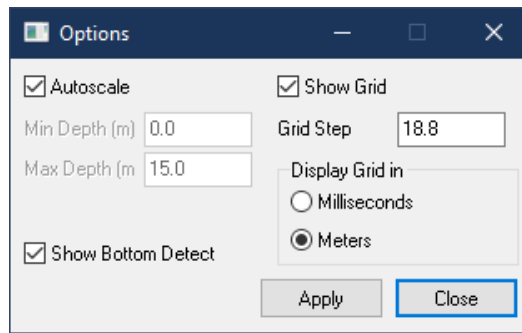 Options
Autoscale
Show Grid
Min Depth (m) 0.0
Grid Step 18.8
Max Depth (m 15.0
Display Grid in
Milliseconds
Meters
Show Bottom Detect
Apply Close